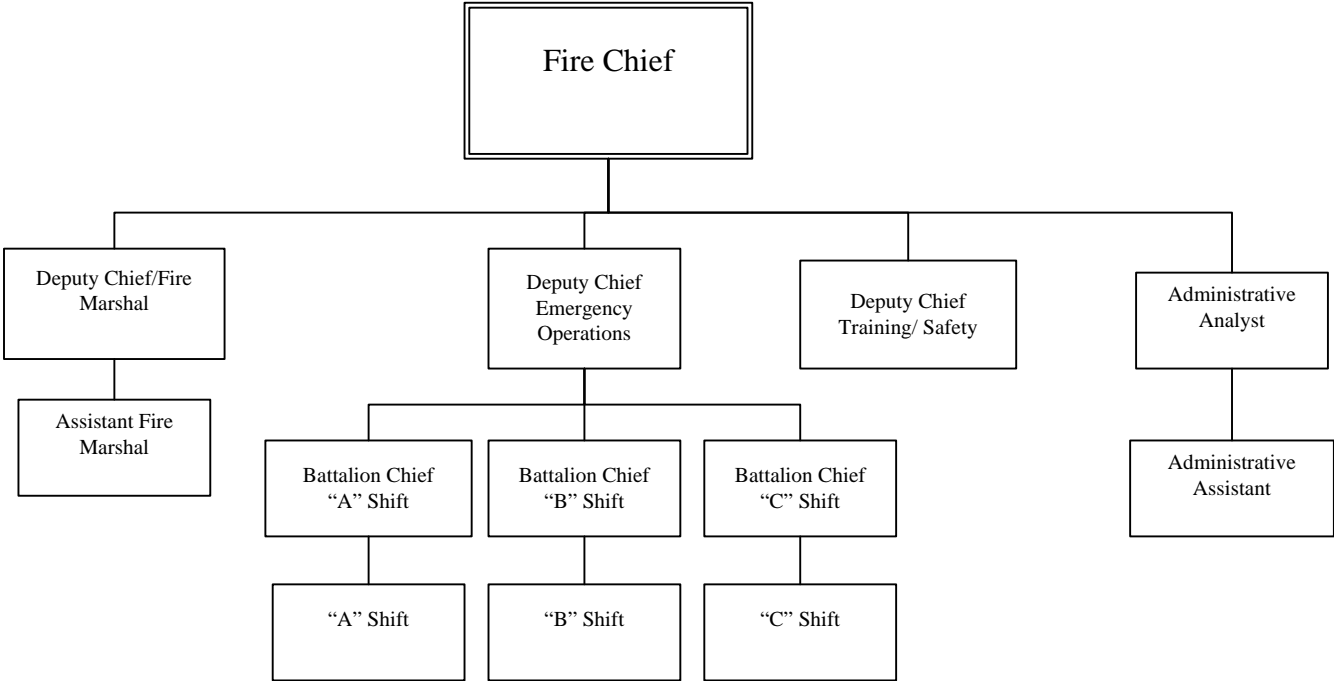 Fire Chief
Deputy Chief/Fire
Marshal
Deputy Chief
Emergency
Operations
Deputy Chief
Training/ Safety
Administrative
Analyst
Assistant Fire
Marshal
Battalion Chief
“A” Shift
Battalion Chief
“B” Shift
Battalion Chief
“C” Shift
Administrative
Assistant
“A” Shift
“B” Shift
“C” Shift